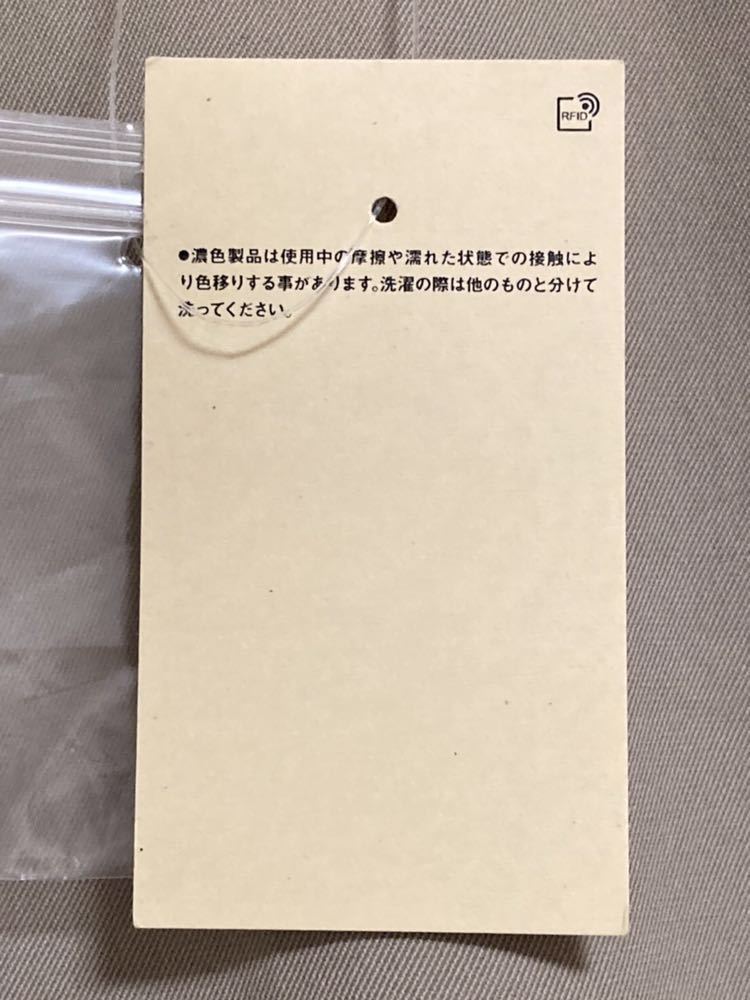 RFID
●濃色製品は使用中の摩擦や濡れた状態での接触によ
り色移りする事があります。洗濯の際は他のものと分けて
洗ってください。